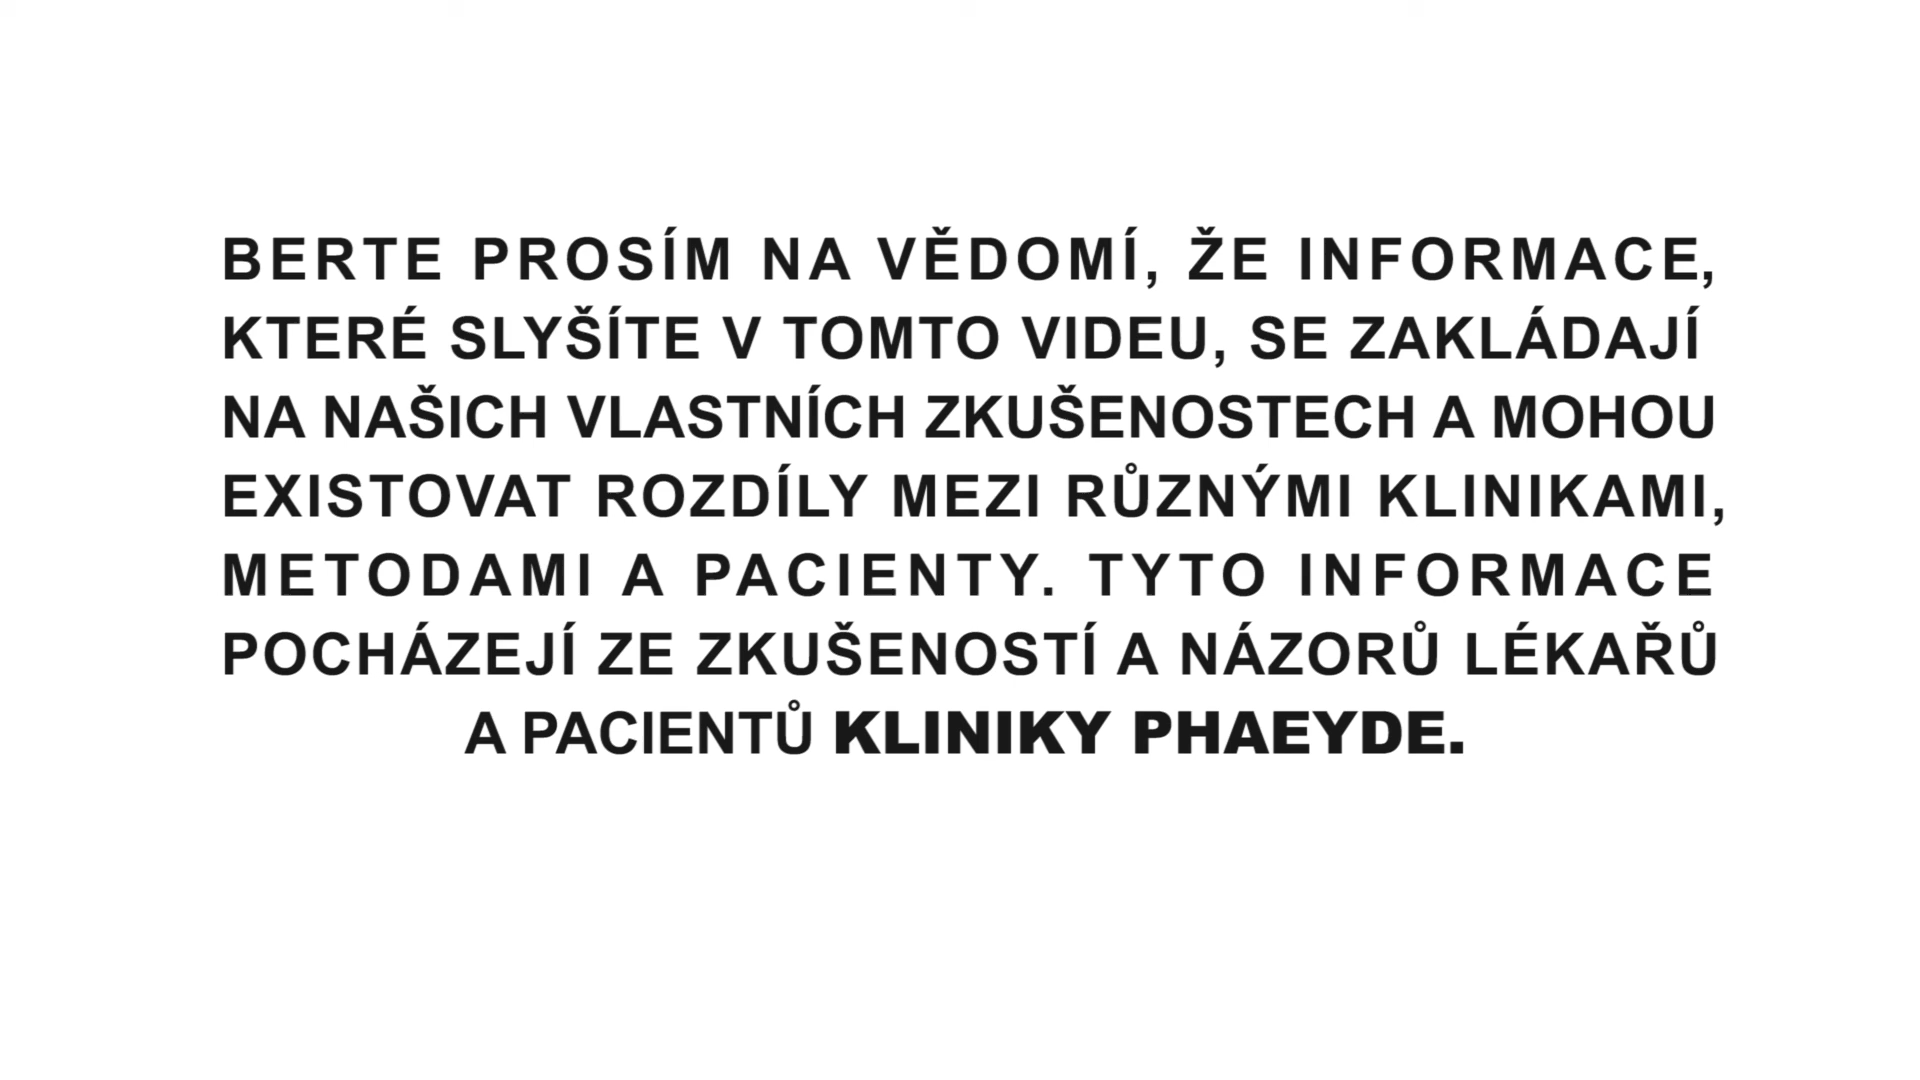 BERTE PROSÍM NA VĚDOMÍ, ŽE INFORMACE,
KTERÉ SLYŠÍTE V TOMTO VIDEU, SE ZAKLÁDAJÍ
NA NAŠICH VLASTNÍCH ZKUŠENOSTECH A MOHOU
EXISTOVAT ROZDÍLY MEZI RŮZNÝMI KLINIKAMI,
METODAMI A PACIENTY. TYTO INFORMACE
POCHÁZEJÍ ZE ZKUŠENOSTÍ A NÁZORŮ LÉKAŘŮ
A PACIENTŮ KLINIKY PHAEYDE.